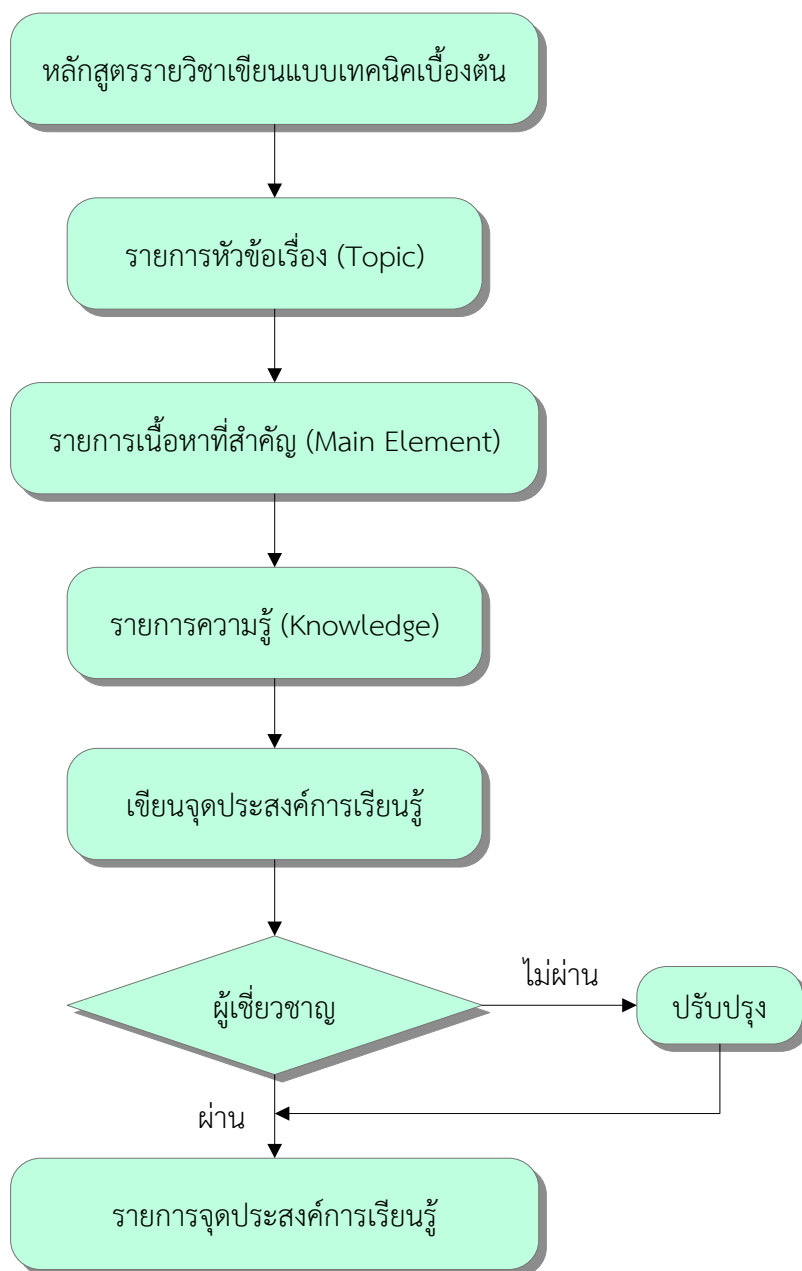 หลักสูตรรายวิชาเขียนแบบเทคนิคเบื้องต้น
รายการหัวข้อเรื่อง (Topic)
รายการเนื้อหาที่สำคัญ (Main Element)
รายการความรู้ (Knowledge)
เขียนจุดประสงค์การเรียนรู้
ผู้เชี่ยวชาญ
ไม่ผ่าน
ปรับปรุง
ผ่าน
รายการจุดประสงค์การเรียนรู้